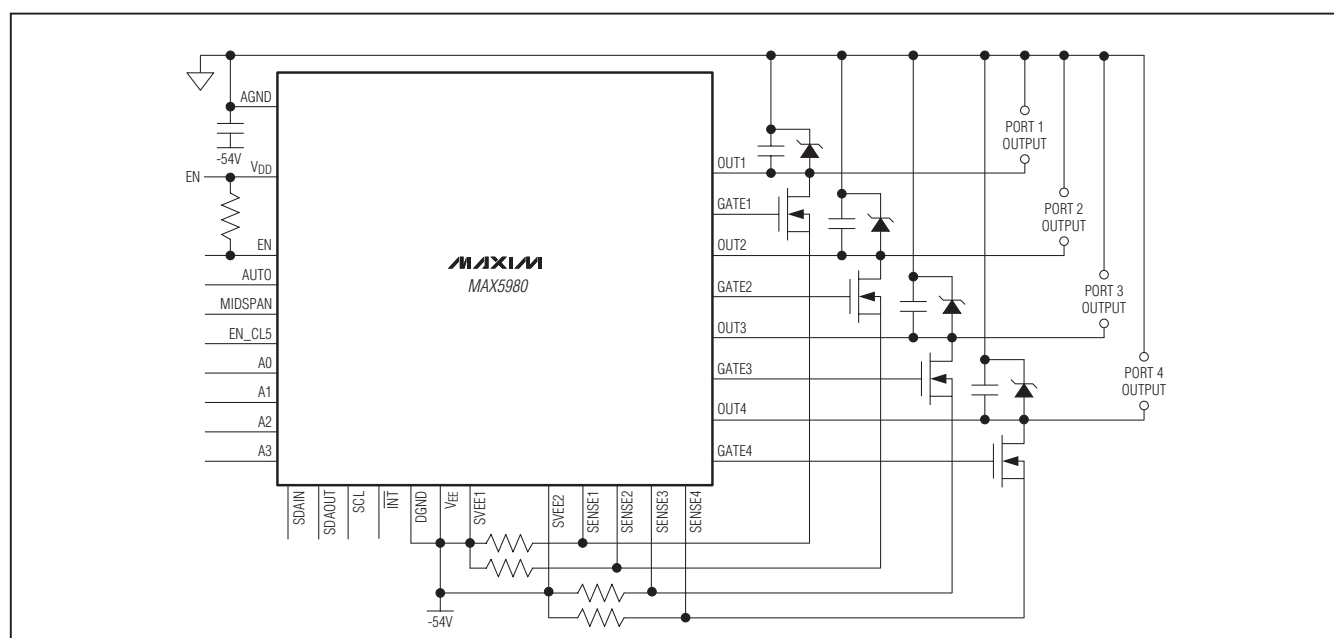 AGND
-54V
EN
VDD
EN
AUTO
MIDSPAN
EN_CL5
A0
A1
A2
A3
MAXIM
MAX5980
OUT1
GATE1
OUT2
GATE2
OUT3
GATE3
OUT4
GATE4
PORT 1
OUTPUT
PORT 2
OUTPUT
PORT 3
OUTPUT
PORT 4
OUTPUT
SDAIN
SDAOUT
SCL
INT
DGND
VEE
SVEE1
SVEE2
SENSE1
SENSE2
SENSE3
SENSE4
-54V